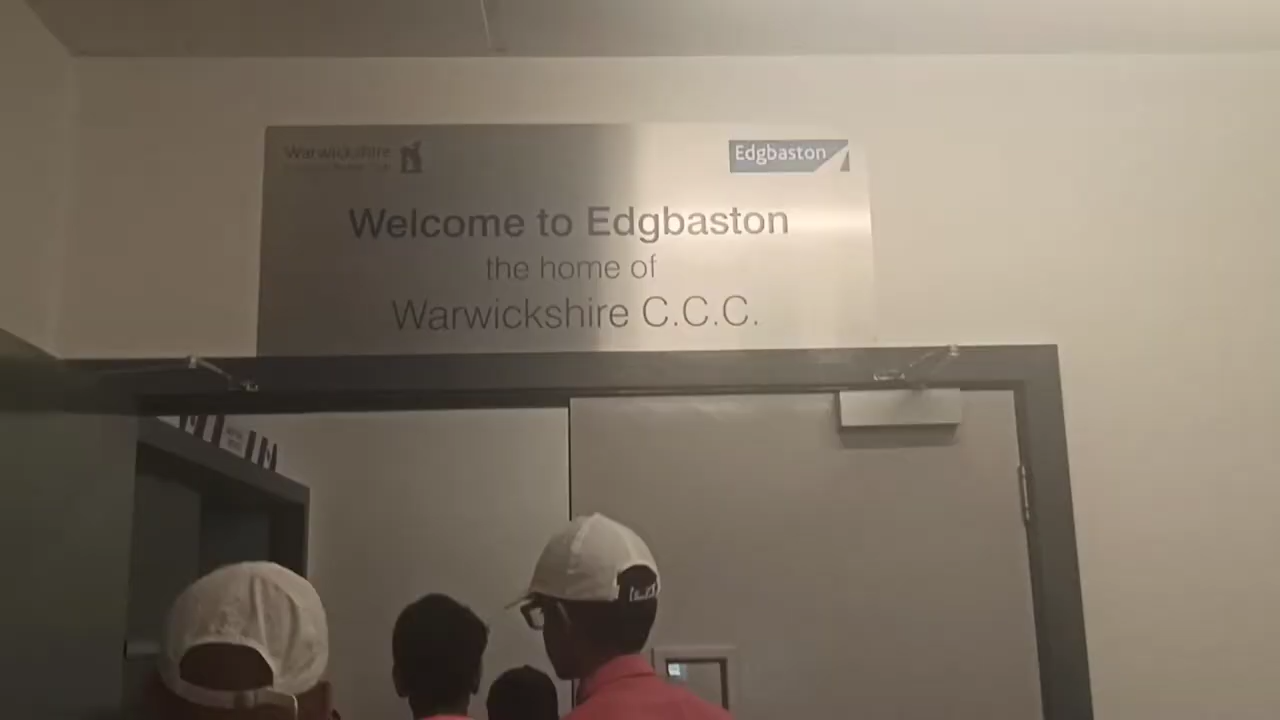 Warwickshire
Edgbaston
Welcome to Edgbaston
the home of
Warwickshire C.C.C.